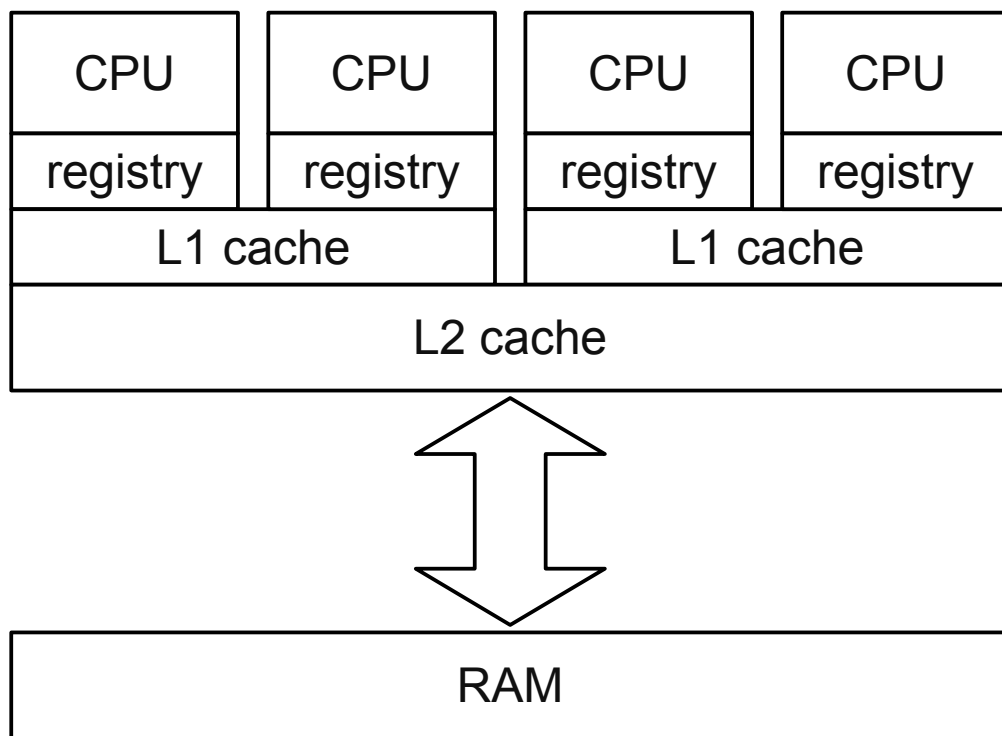 CPU CPU CPU CPU
registry registry registry registry
L1 cache L1 cache
L2 cache
RAM